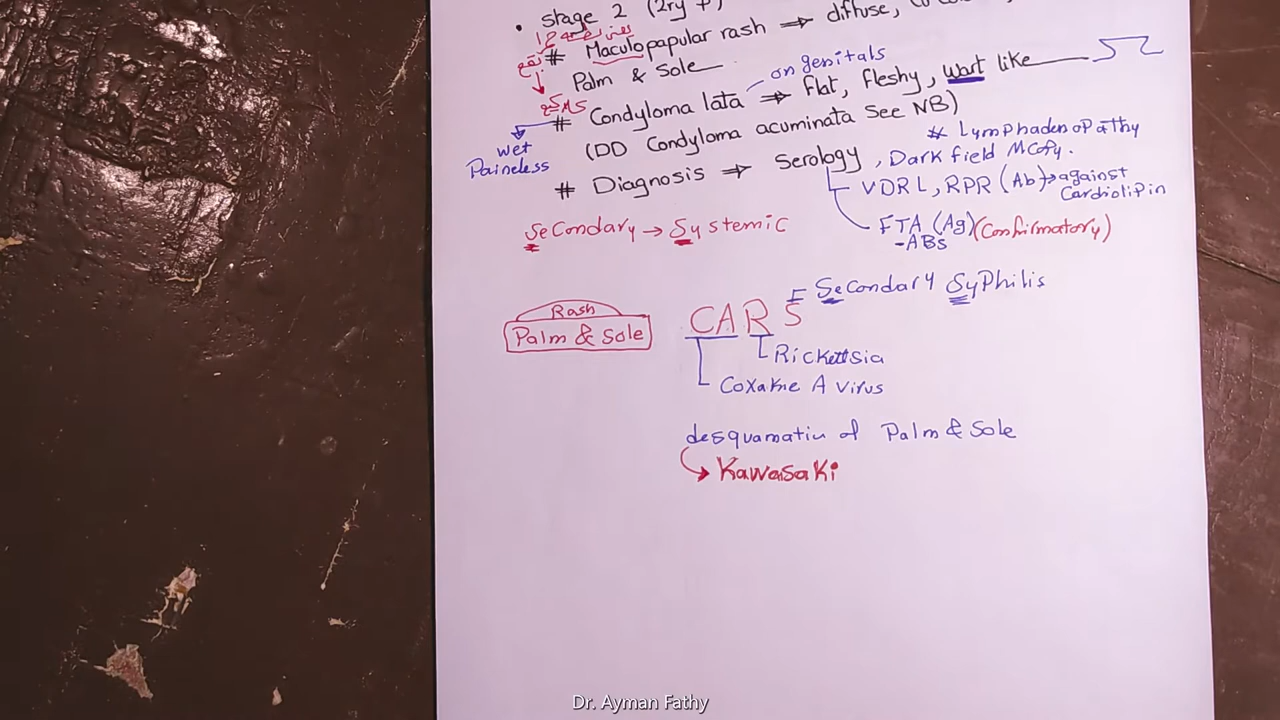 • stage 2 (2ry
# Maculopapular rash ⇒ diffuse,
Palm & Sole
on genitals
# Condyloma lata ⇒ flat, fleshy, wart like
wet
Paineless
(DD Condyloma acuminata See NB)
# LymPhadenoPathy
# Diagnosis ⇒ Serology, Dark field MCoPy.
VDRL, RPR (Ab) → against
Cardiolipin
FTA (Ag) (Confirmatory)
-ABs
SeCondary → Systemic
Rash
Palm & Sole
CARS
SeCondary SyPhilis
Rickettsia
CoxaKie A virus
desquamatiu of Palm & Sole
Kawasaki
Dr. Ayman Fathy